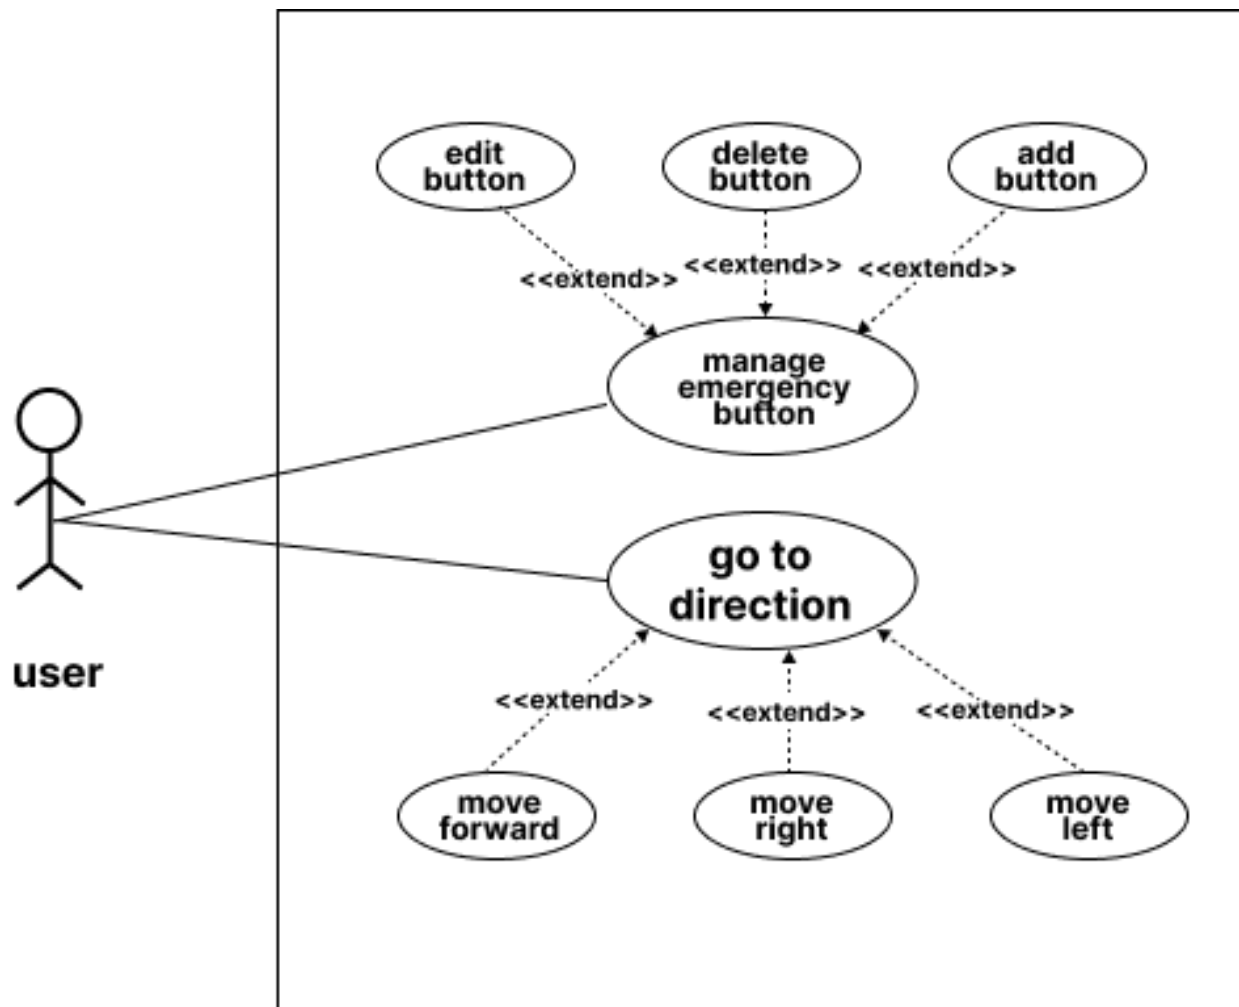 edit
button
delete
button
add
button
<<extend>>
<<extend>>
<<extend>>
manage
emergency
button
go to
direction
user
<<extend>>
<<extend>>
<<extend>>
move
forward
move
right
move
left